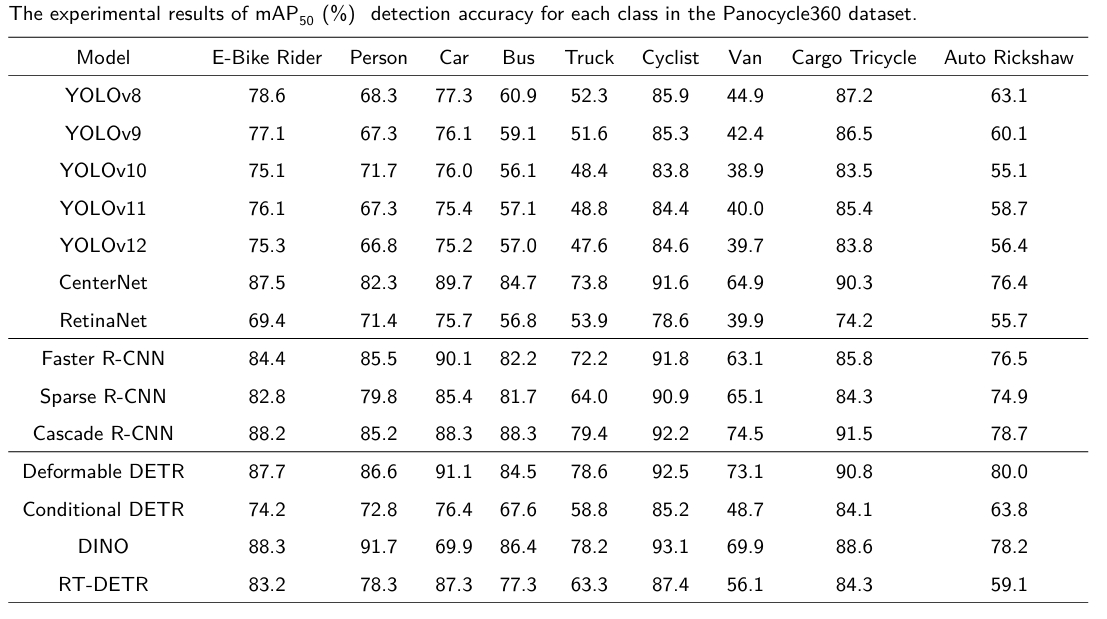 The experimental results of mAP50 (%) detection accuracy for each class in the Panocycle360 dataset.
Model E-Bike Rider Person Car Bus Truck Cyclist Van Cargo Tricycle Auto Rickshaw
YOLOv8 78.6 68.3 77.3 60.9 52.3 85.9 44.9 87.2 63.1
YOLOv9 77.1 67.3 76.1 59.1 51.6 85.3 42.4 86.5 60.1
YOLOv10 75.1 71.7 76.0 56.1 48.4 83.8 38.9 83.5 55.1
YOLOv11 76.1 67.3 75.4 57.1 48.8 84.4 40.0 85.4 58.7
YOLOv12 75.3 66.8 75.2 57.0 47.6 84.6 39.7 83.8 56.4
CenterNet 87.5 82.3 89.7 84.7 73.8 91.6 64.9 90.3 76.4
RetinaNet 69.4 71.4 75.7 56.8 53.9 78.6 39.9 74.2 55.7
Faster R-CNN 84.4 85.5 90.1 82.2 72.2 91.8 63.1 85.8 76.5
Sparse R-CNN 82.8 79.8 85.4 81.7 64.0 90.9 65.1 84.3 74.9
Cascade R-CNN 88.2 85.2 88.3 88.3 79.4 92.2 74.5 91.5 78.7
Deformable DETR 87.7 86.6 91.1 84.5 78.6 92.5 73.1 90.8 80.0
Conditional DETR 74.2 72.8 76.4 67.6 58.8 85.2 48.7 84.1 63.8
DINO 88.3 91.7 69.9 86.4 78.2 93.1 69.9 88.6 78.2
RT-DETR 83.2 78.3 87.3 77.3 63.3 87.4 56.1 84.3 59.1